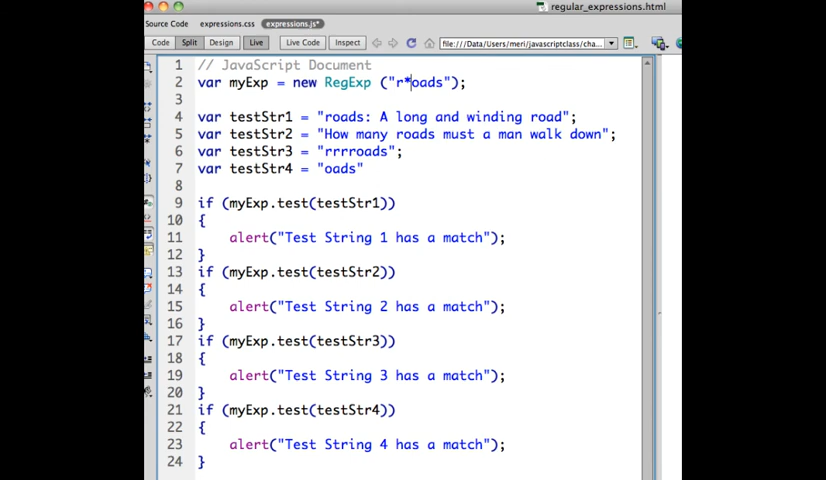 regular_expressions.html
Source Code expressions.css expressions.js*
Code Split Design Live Live Code Inspect file:///Data/Users/meri/javascriptclass/cha...
1 // JavaScript Document
2 var myExp = new RegExp ("r*oads");
3
4 var testStr1 = "roads: A long and winding road";
5 var testStr2 = "How many roads must a man walk down";
6 var testStr3 = "rrrroads";
7 var testStr4 = "oads"
8
9 if (myExp.test(testStr1))
10 {
11 alert("Test String 1 has a match");
12 }
13 if (myExp.test(testStr2))
14 {
15 alert("Test String 2 has a match");
16 }
17 if (myExp.test(testStr3))
18 {
19 alert("Test String 3 has a match");
20 }
21 if (myExp.test(testStr4))
22 {
23 alert("Test String 4 has a match");
24 }